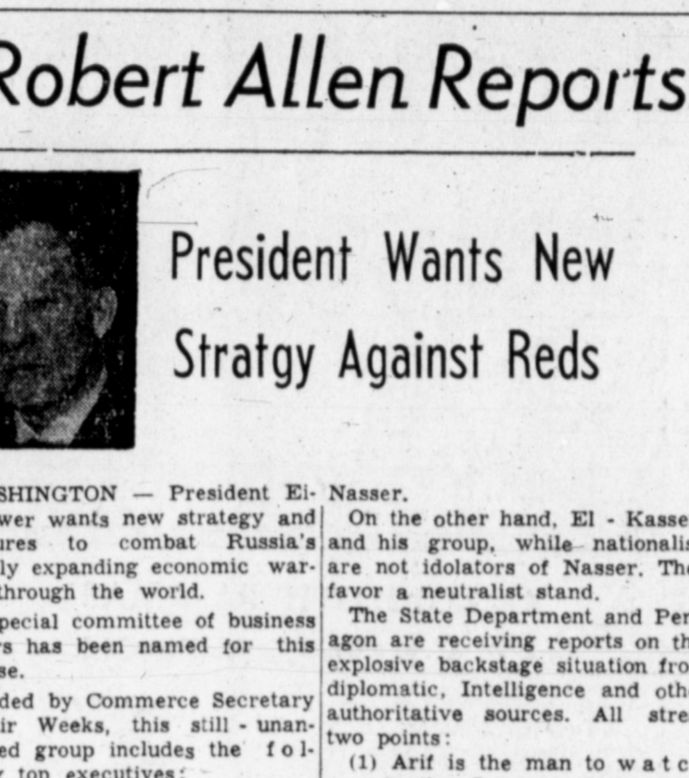 Robert Allen Reports
President Wants New
Stratgy Against Reds
SHINGTON — President Ei-
wer wants new strategy and
ures to combat Russia's
ly expanding economic war-
through the world.
pecial committee of business
s has been named for this
se.
ded by Commerce Secretary
ir Weeks, this still - unan-
ed group includes the fol-
top executives:
Nasser.
On the other hand, El - Kasse
and his group, while nationalis
are not idolators of Nasser. The
favor a neutralist stand.
The State Department and Pen
agon are receiving reports on th
explosive backstage situation fro
diplomatic, Intelligence and oth
authoritative sources. All stre
two points:
(1) Arif is the man to watc